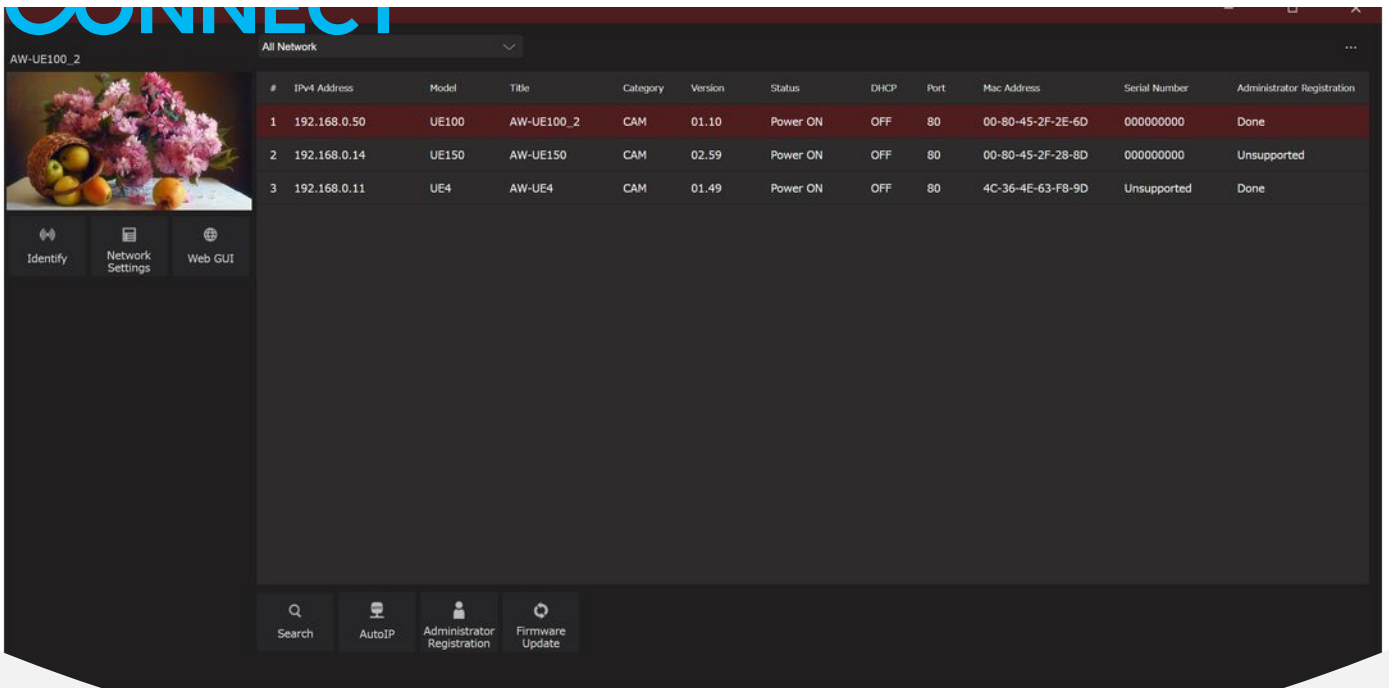 CONNECT
AW-UE100_2
All Network
...
# IPv4 Address Model Title Category Version Status DHCP Port Mac Address Serial Number Administrator Registration
1 192.168.0.50 UE100 AW-UE100_2 CAM 01.10 Power ON OFF 80 00-80-45-2F-2E-6D 000000000 Done
2 192.168.0.14 UE150 AW-UE150 CAM 02.59 Power ON OFF 80 00-80-45-2F-28-8D 000000000 Unsupported
3 192.168.0.11 UE4 AW-UE4 CAM 01.49 Power ON OFF 80 4C-36-4E-63-F8-9D Unsupported Done
Identify
Network
Settings
Web GUI
Search
AutoIP
Administrator
Registration
Firmware
Update